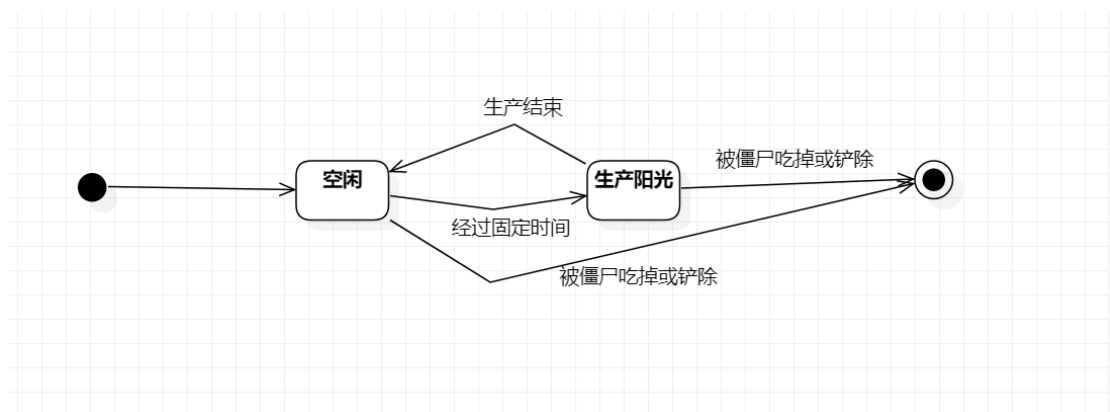 生产结束
被僵尸吃掉或铲除
空闲
生产阳光
经过固定时间
被僵尸吃掉或铲除